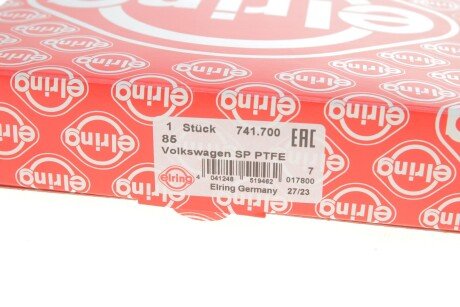 elring
1 Stück 741.700 EAC
85
Volkswagen SP PTFE
elring
7
4 041248 519462 017800
Elring Germany 27/23